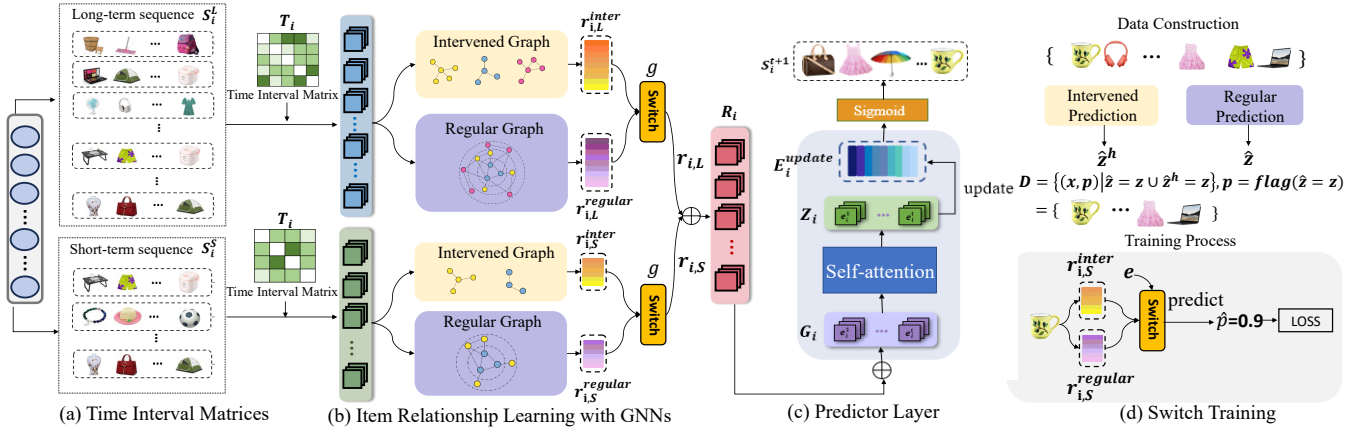 Long-term sequence S_i^L
T_i
Time Interval Matrix
Intervened Graph
Regular Graph
r_{i,L}^{inter}
r_{i,L}^{regular}
g
Switch
r_{i,L}
Short-term sequence S_i^S
T_i
Time Interval Matrix
Intervened Graph
Regular Graph
r_{i,S}^{inter}
r_{i,S}^{regular}
g
Switch
r_{i,S}
R_i
S_i^{t+1}
Sigmoid
E_i^{update}
update
Z_i
e_i^s
e_i^t
Self-attention
G_i
Data Construction
{ ... }
Intervened
Prediction
Regular
Prediction
ẑ^h
ẑ
D = {(x, p)|ẑ = z ∪ ẑ^h = z}, p = flag(ẑ = z)
= { ... }
Training Process
r_{i,S}^{inter}
r_{i,S}^{regular}
e
Switch
predict
p̂=0.9
LOSS
(a) Time Interval Matrices
(b) Item Relationship Learning with GNNs
(c) Predictor Layer
(d) Switch Training